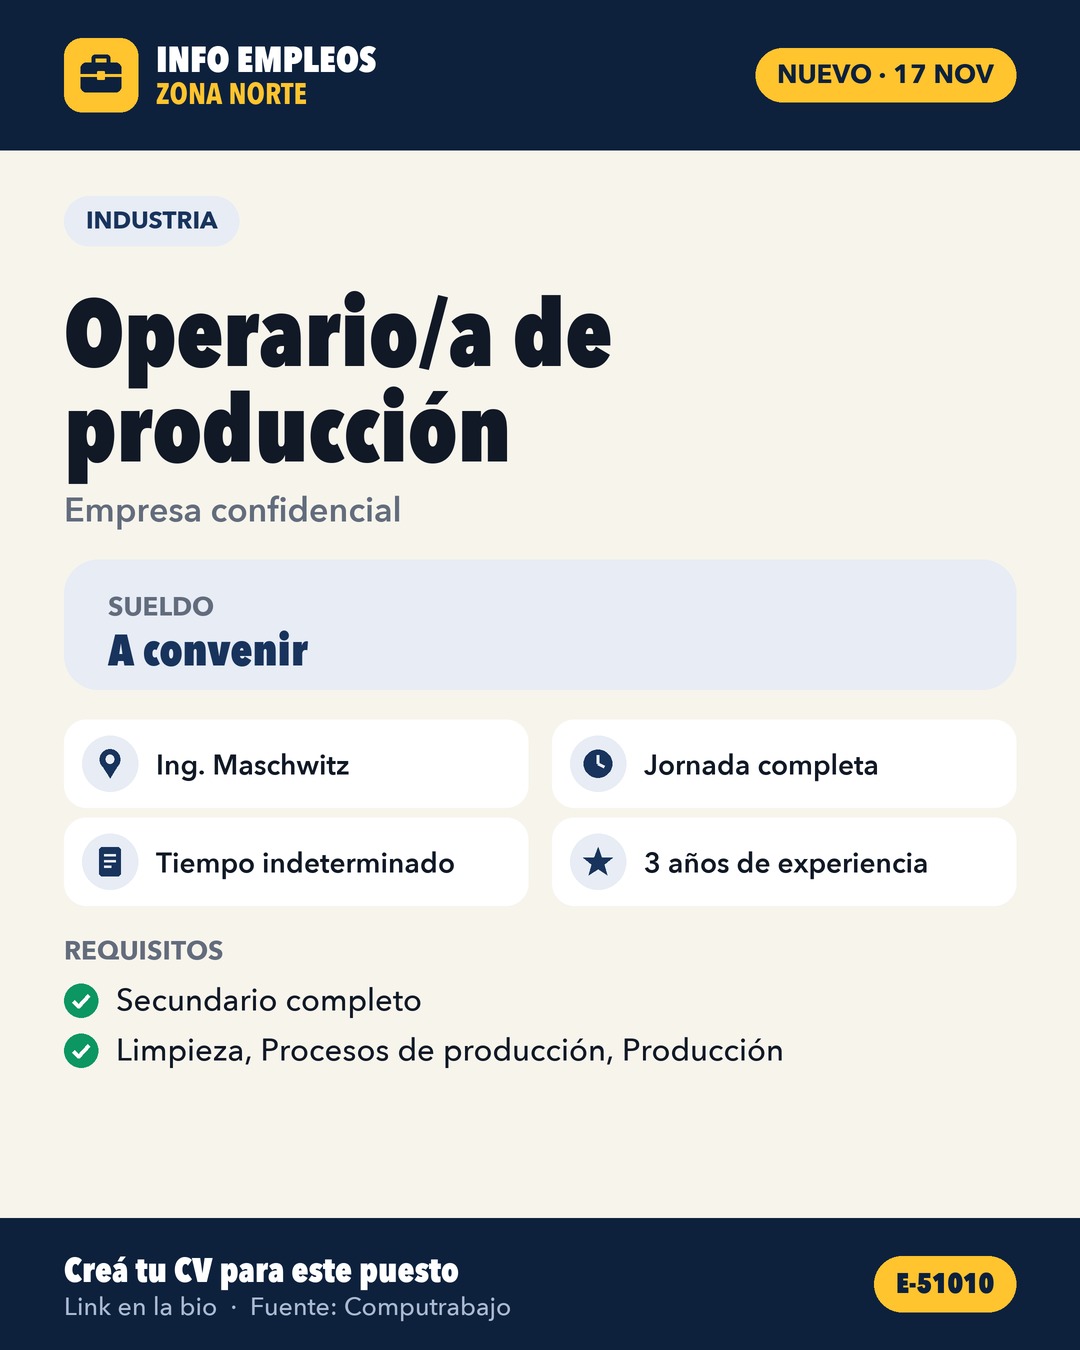 INFO EMPLEOS
ZONA NORTE
NUEVO · 17 NOV
INDUSTRIA
Operario/a de
producción
Empresa confidencial
SUELDO
A convenir
Ing. Maschwitz
Jornada completa
Tiempo indeterminado
3 años de experiencia
REQUISITOS
Secundario completo
Limpieza, Procesos de producción, Producción
Creá tu CV para este puesto
Link en la bio · Fuente: Computrabajo
E-51010